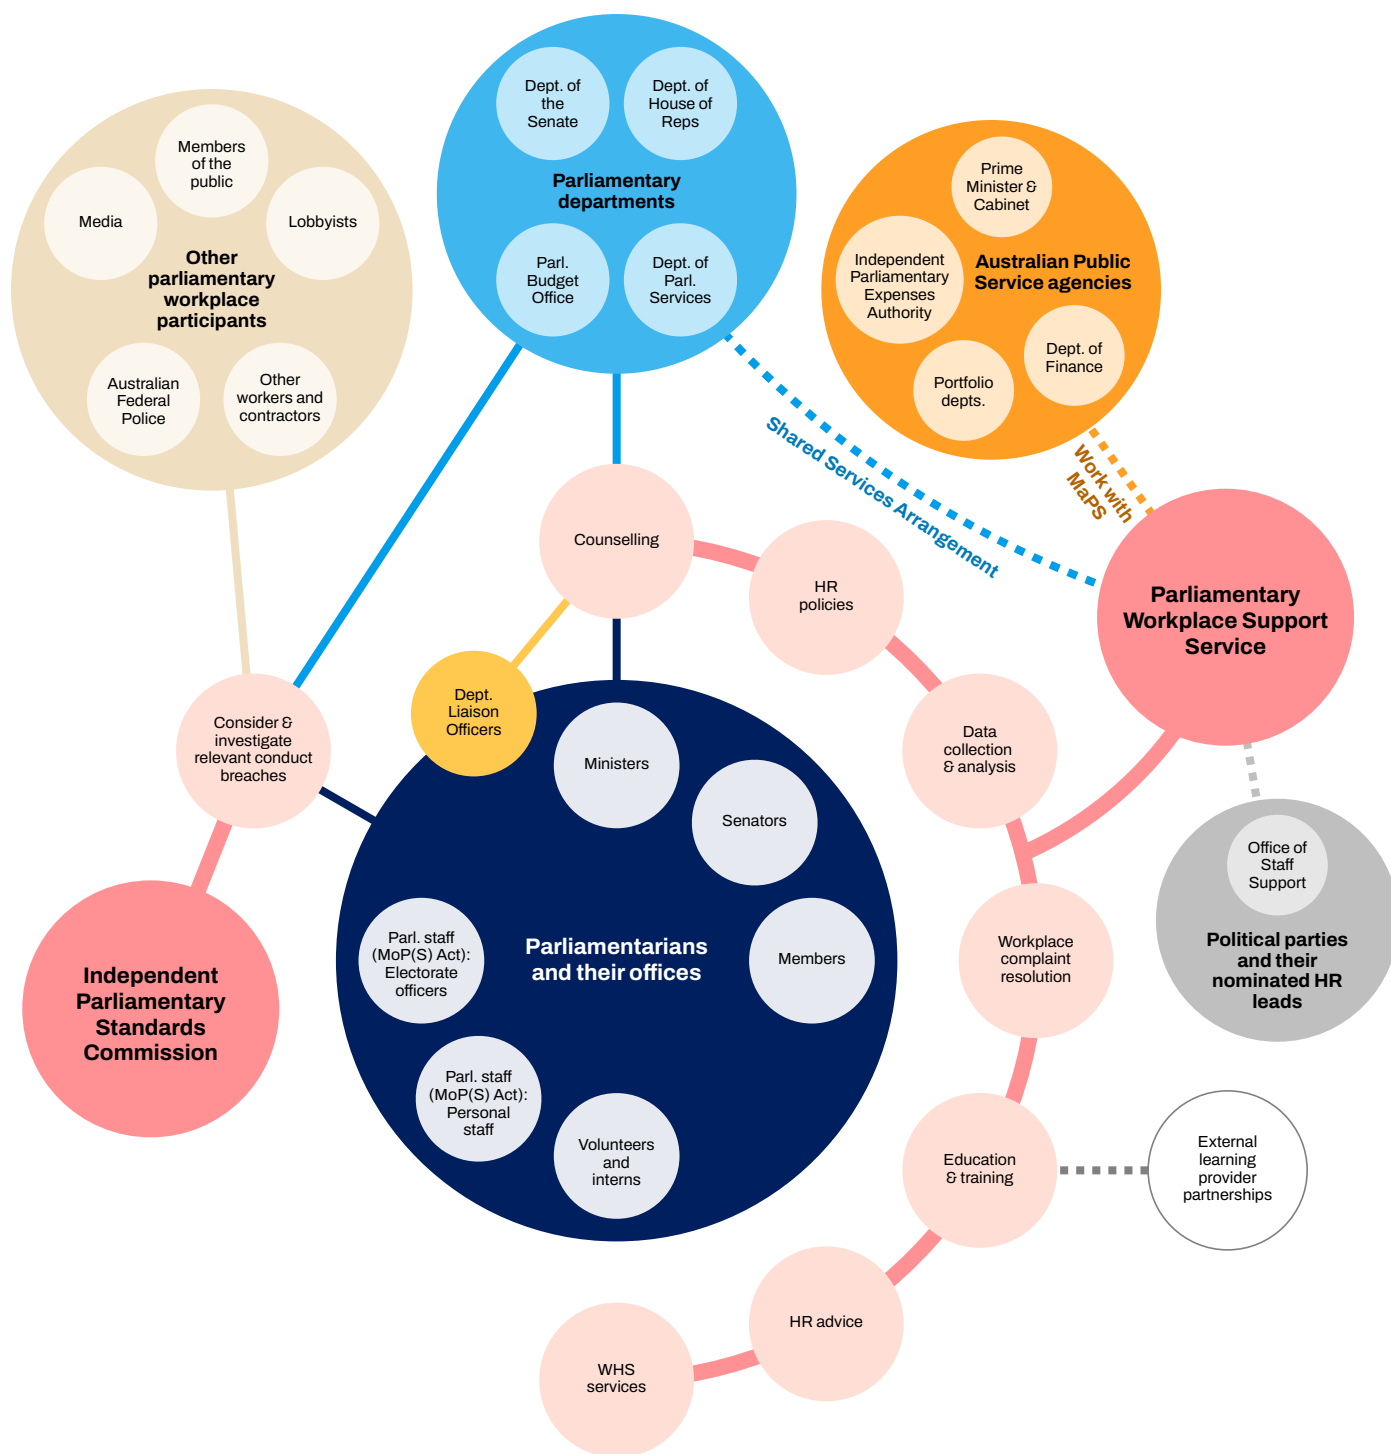 Dept. of
the
Senate
Dept. of
House of
Reps
Parliamentary
departments
Parl.
Budget
Office
Dept. of
Parl.
Services
Members
of the
public
Media
Lobbyists
Other
parliamentary
workplace
participants
Australian
Federal
Police
Other
workers and
contractors
Prime
Minister &
Cabinet
Independent
Parliamentary
Expenses
Authority
Australian Public
Service agencies
Dept. of
Finance
Portfolio
depts.
Shared Services Arrangement
Work with
MaPS
Counselling
HR
policies
Parliamentary
Workplace Support
Service
Dept.
Liaison
Officers
Consider &
investigate
relevant conduct
breaches
Data
collection
& analysis
Ministers
Senators
Members
Parliamentarians
and their offices
Parl. staff
(MoP(S) Act):
Electorate
officers
Parl. staff
(MoP(S) Act):
Personal
staff
Volunteers
and
interns
Independent
Parliamentary
Standards
Commission
Workplace
complaint
resolution
Office of
Staff
Support
Political parties
and their
nominated HR
leads
Education
& training
External
learning
provider
partnerships
HR advice
WHS
services